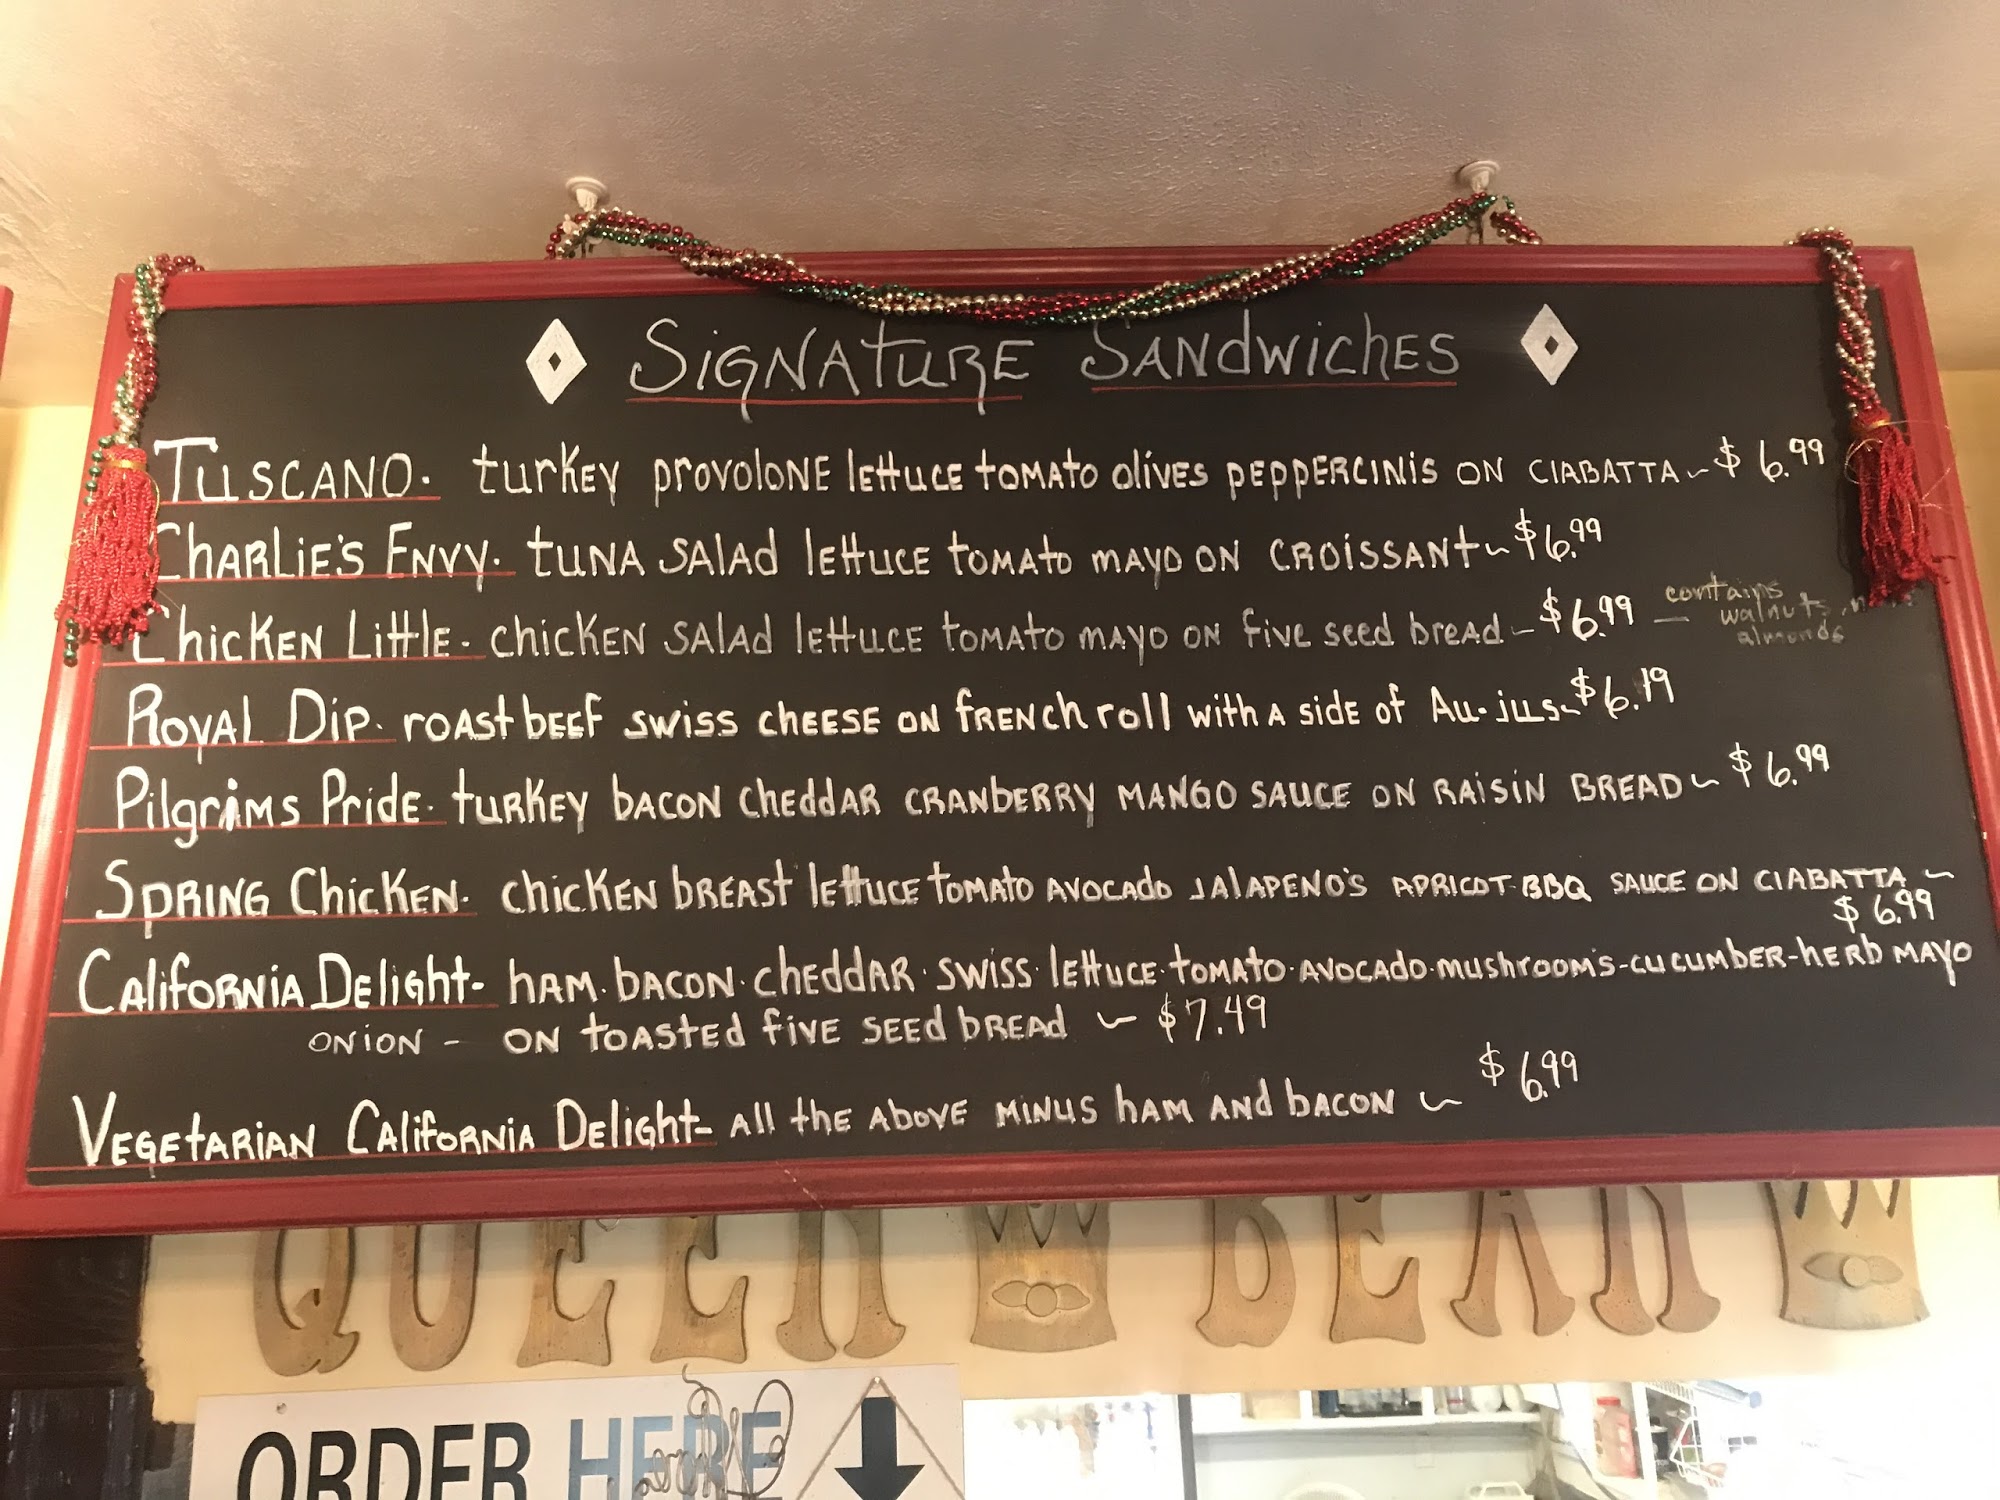 SIGNATURE SANDWICHES
TUSCANO. turkey provolone lettuce tomato olives peppercinis on ciabatta ~ $6.99
Charlie's Envy. tuna salad lettuce tomato mayo on croissant ~ $6.99
Chicken Little. chicken salad lettuce tomato mayo on five seed bread ~ $6.99 — contains
walnuts,
almonds
Royal Dip. roast beef swiss cheese on french roll with a side of Au-jus ~ $6.19
Pilgrims Pride. turkey bacon cheddar cranberry mango sauce on raisin bread ~ $6.99
Spring Chicken. chicken breast lettuce tomato avocado jalapeno's apricot-BBQ sauce on ciabatta ~
$6.99
California Delight- ham. bacon. cheddar. swiss. lettuce. tomato. avocado. mushrooms-cucumber-herb mayo
onion - on toasted five seed bread ~ $7.49
Vegetarian California Delight- all the above minus ham and bacon ~ $6.99
QUEEN BEAN
ORDER HERE